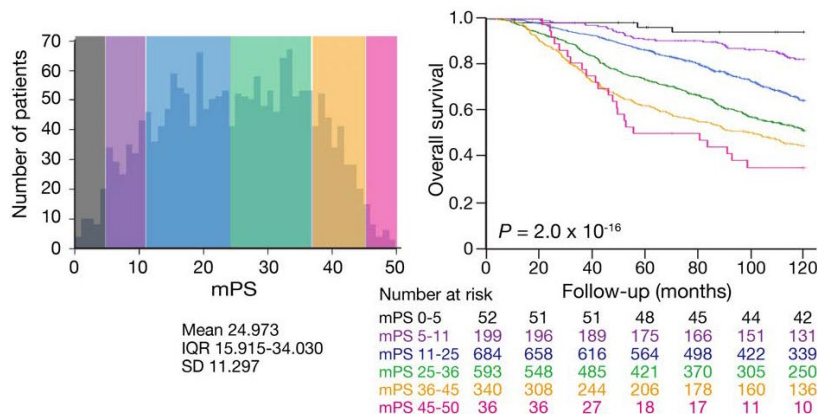 70
60
50
40
30
20
10
0
Number of patients
0 10 20 30 40 50
mPS
Mean 24.973
IQR 15.915-34.030
SD 11.297
1.0
0.8
0.6
0.4
0.2
0
Overall survival
P = 2.0 x 10-16
0 20 40 60 80 100 120
Follow-up (months)
Number at risk
mPS 0-5 52 51 51 48 45 44 42
mPS 5-11 199 196 189 175 166 151 131
mPS 11-25 684 658 616 564 498 422 339
mPS 25-36 593 548 485 421 370 305 250
mPS 36-45 340 308 244 206 178 160 136
mPS 45-50 36 36 27 18 17 11 10